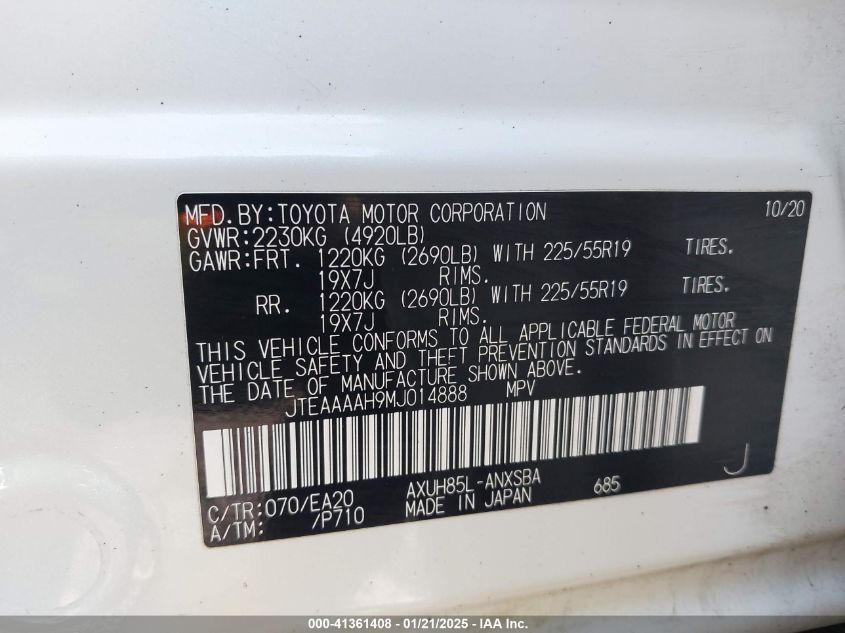 MFD.BY:TOYOTA MOTOR CORPORATION 10/20
GVWR:2230KG (4920LB)
GAWR:FRT. 1220KG (2690LB) WITH 225/55R19 TIRES.
19X7J RIMS.
RR. 1220KG (2690LB) WITH 225/55R19 TIRES.
19X7J RIMS.
THIS VEHICLE CONFORMS TO ALL APPLICABLE FEDERAL MOTOR
VEHICLE SAFETY AND THEFT PREVENTION STANDARDS IN EFFECT ON
THE DATE OF MANUFACTURE SHOWN ABOVE.
JTEAAAAH9MJ014888 MPV
C/TR:070/EA20 AXUH85L-ANXSBA 685 J
A/TM: /P710 MADE IN JAPAN
000-41361408 - 01/21/2025 - IAA Inc.